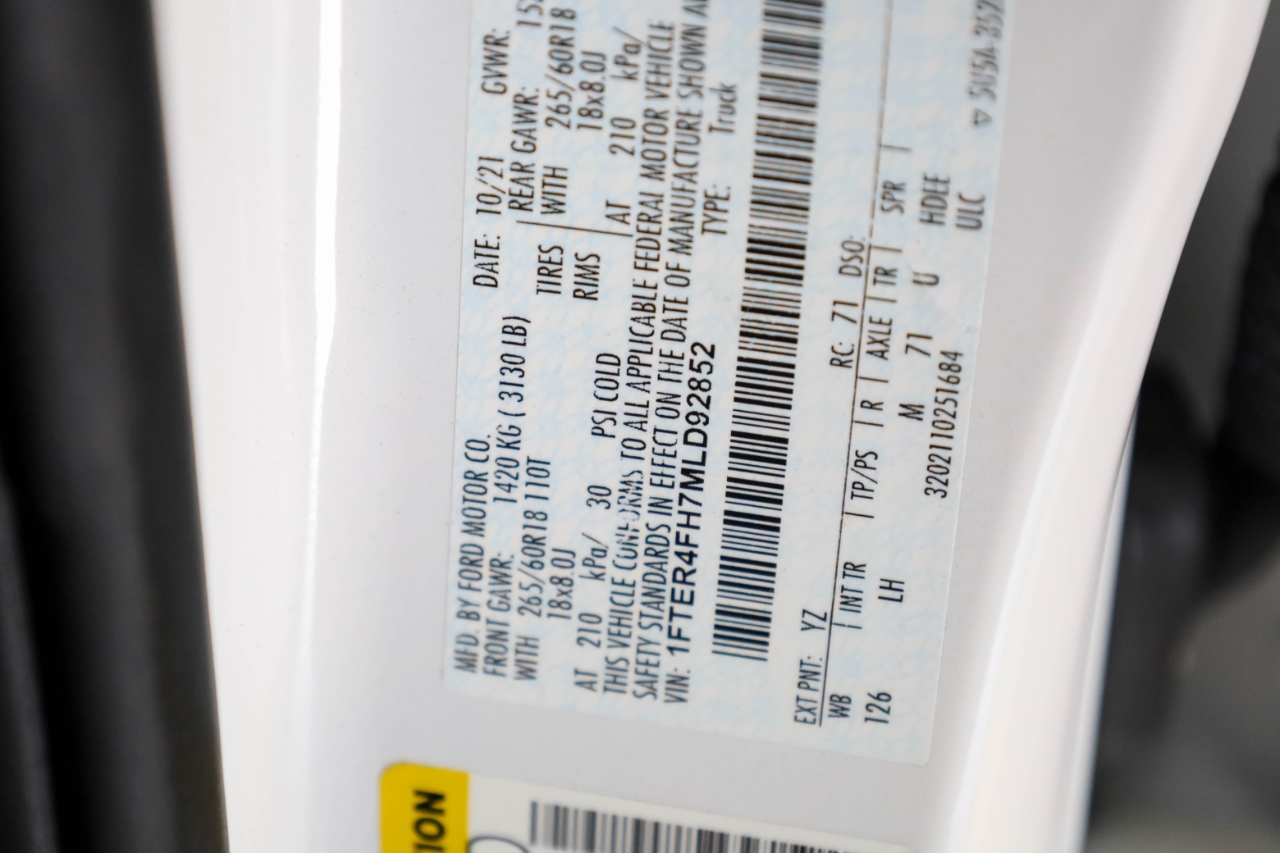 MFD. BY FORD MOTOR CO.
DATE: 10/21 GVWR:
FRONT GAWR: 1420 KG ( 3130 LB) REAR GAWR:
WITH 265/60R18 110T TIRES WITH 265/60R18
18x8.0J RIMS 18x8.0J
AT 210 kPa/ 30 PSI COLD AT 210 kPa/
THIS VEHICLE CONFORMS TO ALL APPLICABLE FEDERAL MOTOR VEHICLE
SAFETY STANDARDS IN EFFECT ON THE DATE OF MANUFACTURE SHOWN
VIN: 1FTER4FH7MLD92852 TYPE: Truck
EXT PNT: YZ RC: 71 DSO:
WB | INT TR | TP/PS | R | AXLE | TR | SPR |
126 LH M 71 U HDEE
3202110251684 ULC